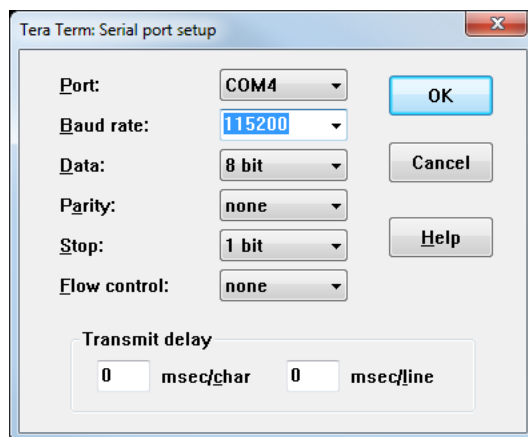 Tera Term: Serial port setup
Port: COM4 OK
Baud rate: 115200
Data: 8 bit Cancel
Parity: none
Stop: 1 bit Help
Flow control: none
Transmit delay
0 msec/char 0 msec/line